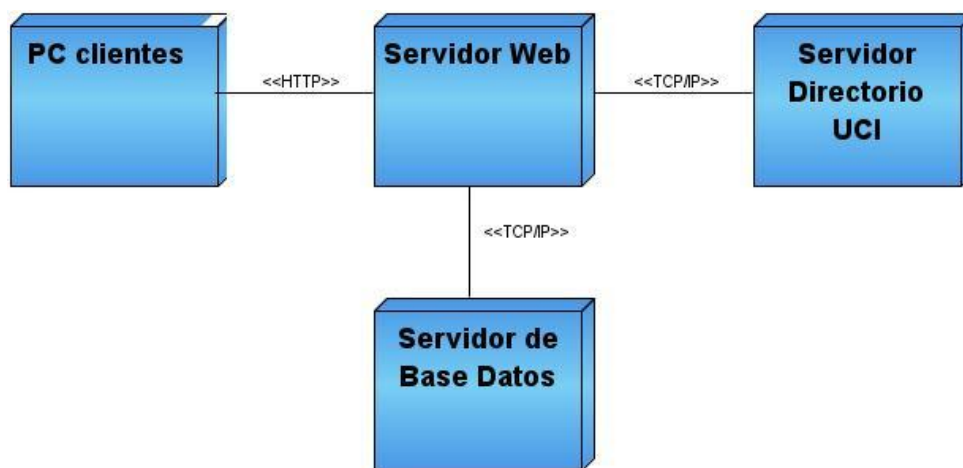 PC clientes
<<HTTP>>
Servidor Web
<<TCP/IP>>
Servidor
Directorio
UCI
<<TCP/IP>>
Servidor de
Base Datos